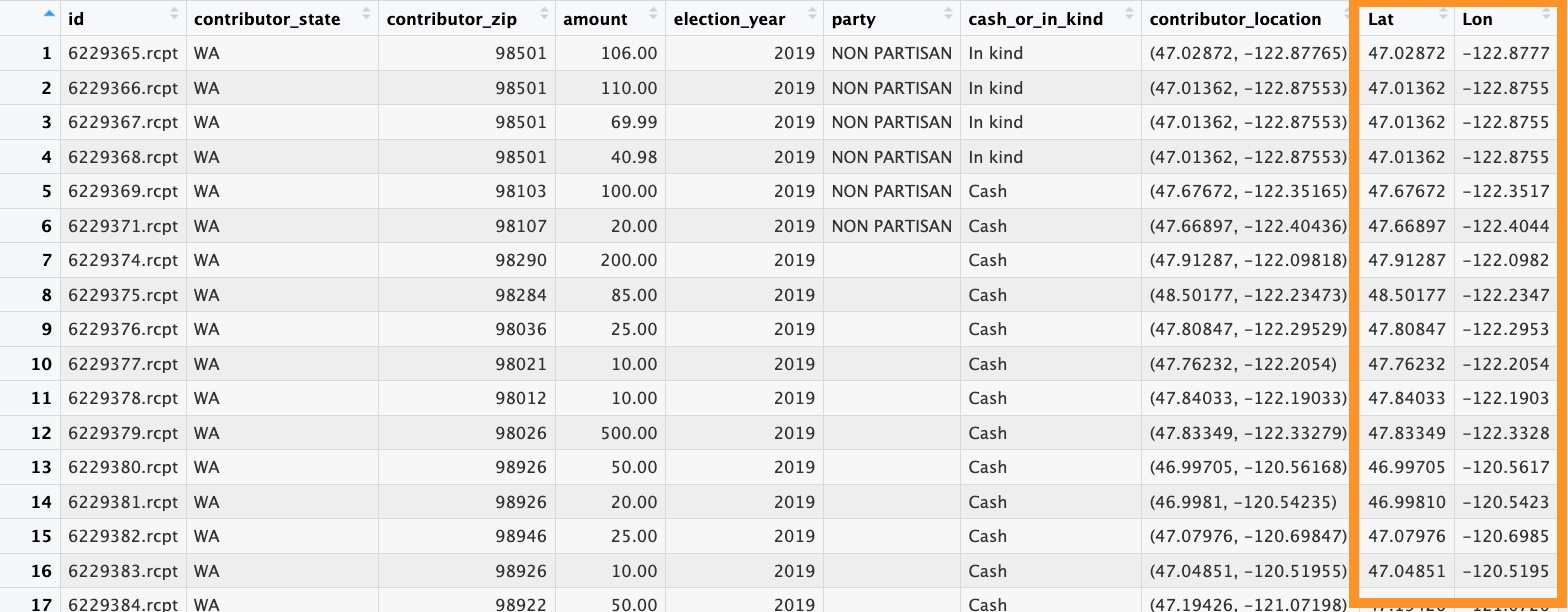 id contributor_state contributor_zip amount election_year party cash_or_in_kind contributor_location Lat Lon
1 6229365.rcpt WA 98501 106.00 2019 NON PARTISAN In kind (47.02872, -122.87765) 47.02872 -122.8777
2 6229366.rcpt WA 98501 110.00 2019 NON PARTISAN In kind (47.01362, -122.87553) 47.01362 -122.8755
3 6229367.rcpt WA 98501 69.99 2019 NON PARTISAN In kind (47.01362, -122.87553) 47.01362 -122.8755
4 6229368.rcpt WA 98501 40.98 2019 NON PARTISAN In kind (47.01362, -122.87553) 47.01362 -122.8755
5 6229369.rcpt WA 98103 100.00 2019 NON PARTISAN Cash (47.67672, -122.35165) 47.67672 -122.3517
6 6229371.rcpt WA 98107 20.00 2019 NON PARTISAN Cash (47.66897, -122.40436) 47.66897 -122.4044
7 6229374.rcpt WA 98290 200.00 2019 Cash (47.91287, -122.09818) 47.91287 -122.0982
8 6229375.rcpt WA 98284 85.00 2019 Cash (48.50177, -122.23473) 48.50177 -122.2347
9 6229376.rcpt WA 98036 25.00 2019 Cash (47.80847, -122.29529) 47.80847 -122.2953
10 6229377.rcpt WA 98021 10.00 2019 Cash (47.76232, -122.2054) 47.76232 -122.2054
11 6229378.rcpt WA 98012 10.00 2019 Cash (47.84033, -122.19033) 47.84033 -122.1903
12 6229379.rcpt WA 98026 500.00 2019 Cash (47.83349, -122.33279) 47.83349 -122.3328
13 6229380.rcpt WA 98926 50.00 2019 Cash (46.99705, -120.56168) 46.99705 -120.5617
14 6229381.rcpt WA 98926 20.00 2019 Cash (46.9981, -120.54235) 46.99810 -120.5423
15 6229382.rcpt WA 98946 25.00 2019 Cash (47.07976, -120.69847) 47.07976 -120.6985
16 6229383.rcpt WA 98926 10.00 2019 Cash (47.04851, -120.51955) 47.04851 -120.5195
17 6229384.rcpt WA 98922 50.00 2019 Cash (47.19426, -121.07198)